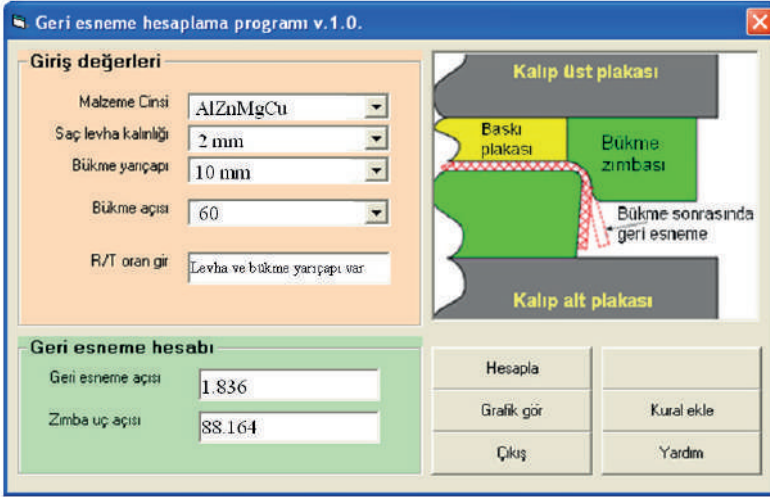 Geri esneme hesaplama programı v.1.0.
Giriş değerleri
Malzeme Cinsi
AlZnMgCu
Saç levha kalınlığı
2 mm
Bükme yarıçapı
10 mm
Bükme açısı
60
R/T oran gir
Levha ve bükme yarıçapı var
Kalıp üst plakası
Baskı
plakası
Bükme
zımbası
Bükme sonrasında
geri esneme
Kalıp alt plakası
Geri esneme hesabı
Geri esneme açısı
1.836
Zımba uç açısı
88.164
Hesapla
Grafik gör
Kural ekle
Çıkış
Yardım